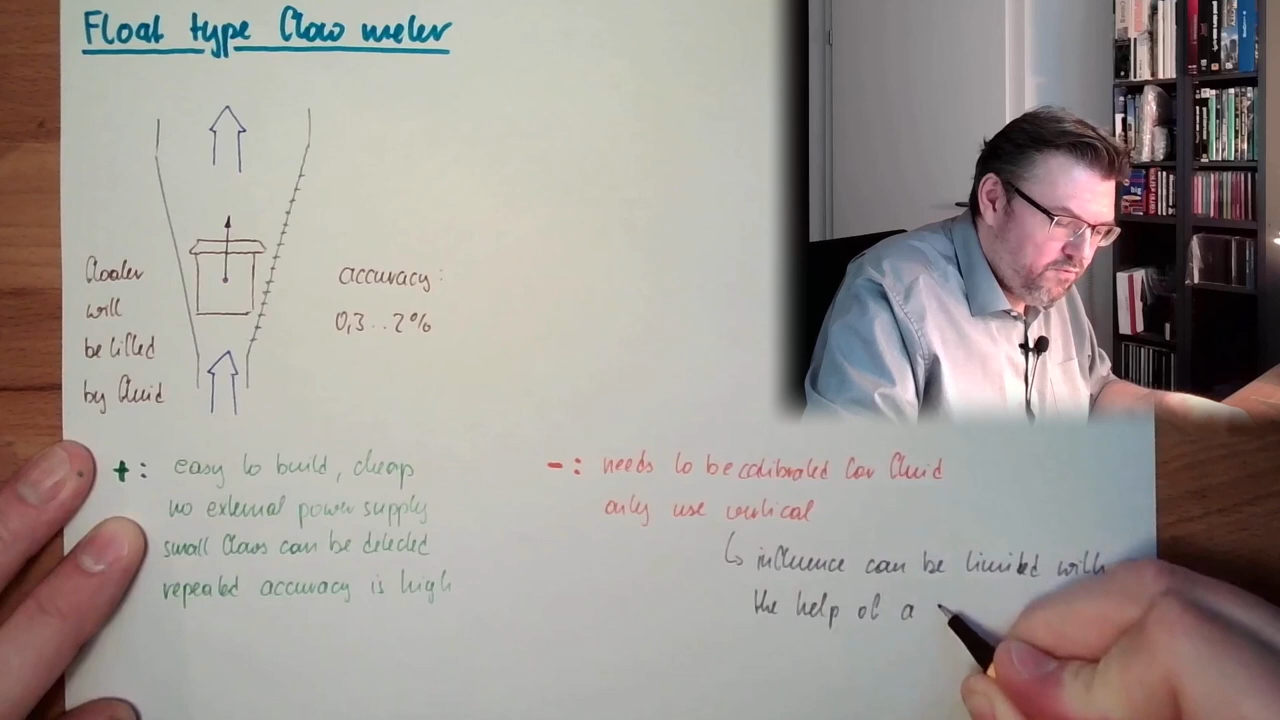 Float type flow meter
floater
will
be lifted
by fluid
accuracy:
0,3..2%
+: easy to build, cheap
no external power supply
small flows can be detected
repeated accuracy is high
-: needs to be calibrated for fluid
only use vertical
↳ influence can be limited with
the help of a
big